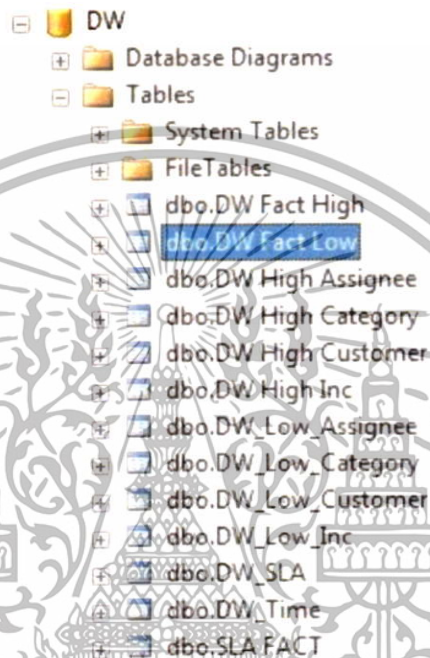 DW
Database Diagrams
Tables
System Tables
FileTables
dbo.DW Fact High
dbo.DW Fact Low
dbo.DW High Assignee
dbo.DW High Category
dbo.DW High Customer
dbo.DW High Inc
dbo.DW_Low_Assignee
dbo.DW_Low_Category
dbo.DW_Low_Customer
dbo.DW_Low_Inc
dbo.DW_SLA
dbo.DW_Time
dbo.SLA FACT